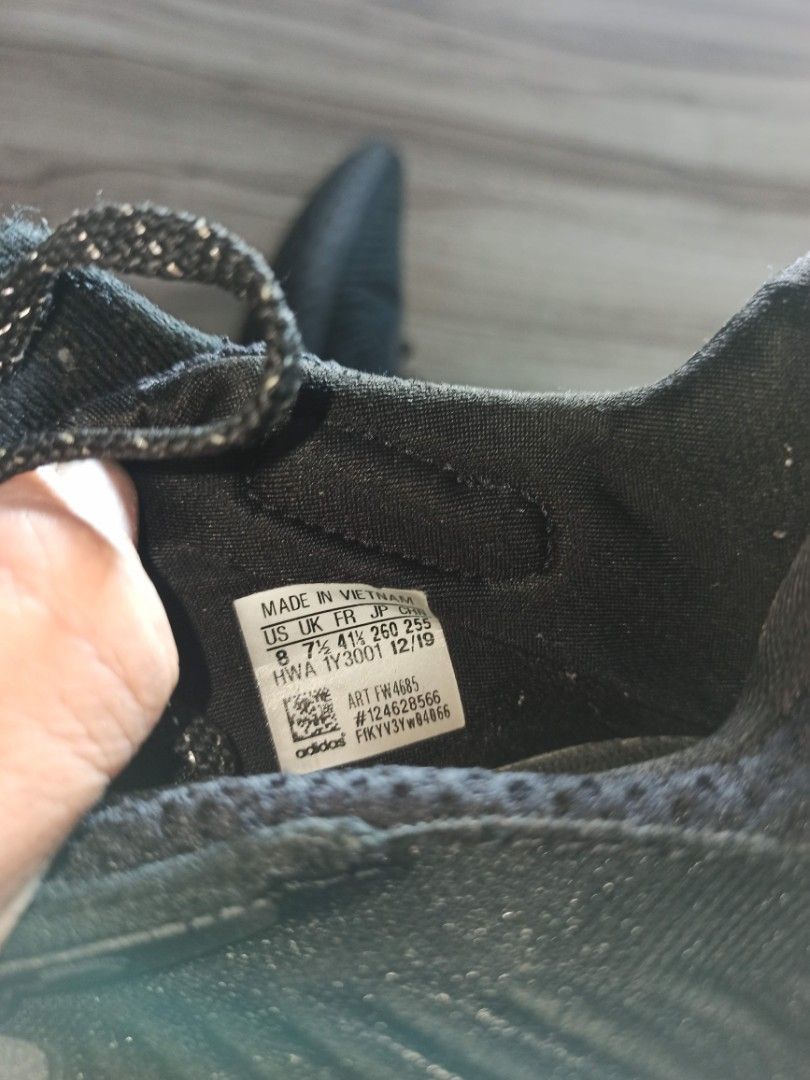 MADE IN VIETNAM
US UK FR JP CHN
8 7½ 41⅓ 260 255
HWA 1Y3001 12/19
ART FW4685
#124628566
F1KYV3Yw04066
adidas